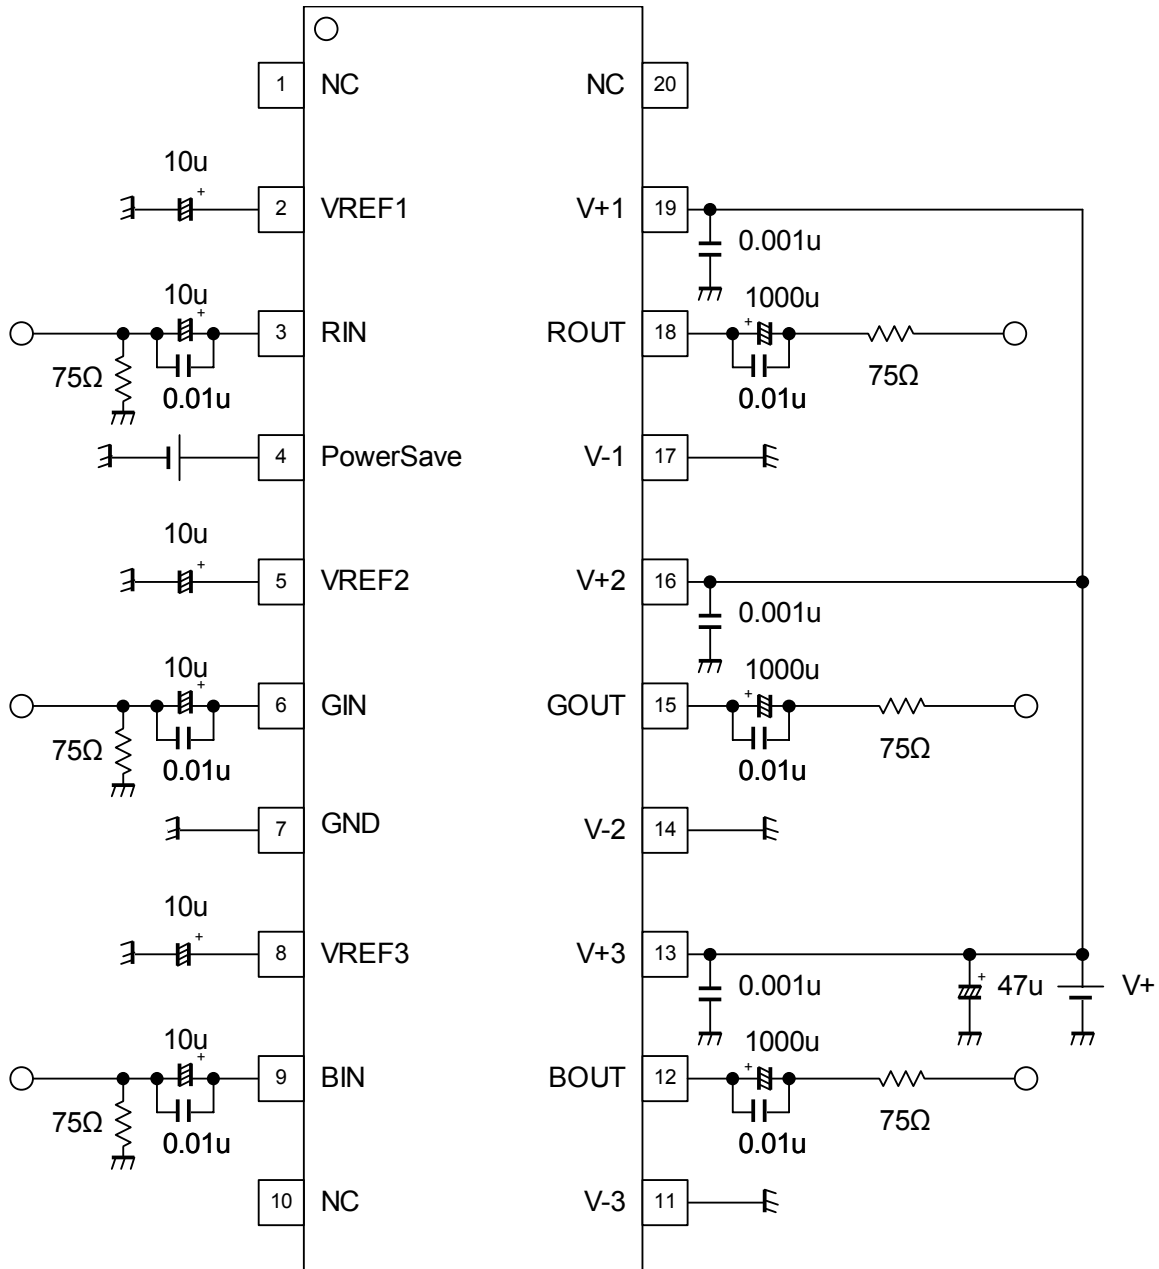 1 NC NC 20
10u
+
2 VREF1 V+1 19
0.001u
10u 1000u
+ +
3 RIN ROUT 18
75Ω 75Ω
0.01u 0.01u
4 PowerSave V-1 17
10u
+
5 VREF2 V+2 16
0.001u
10u 1000u
+ +
6 GIN GOUT 15
75Ω 75Ω
0.01u 0.01u
7 GND V-2 14
10u
+
8 VREF3 V+3 13
0.001u + 47u V+
10u 1000u
+ +
9 BIN BOUT 12
75Ω 75Ω
0.01u 0.01u
10 NC V-3 11